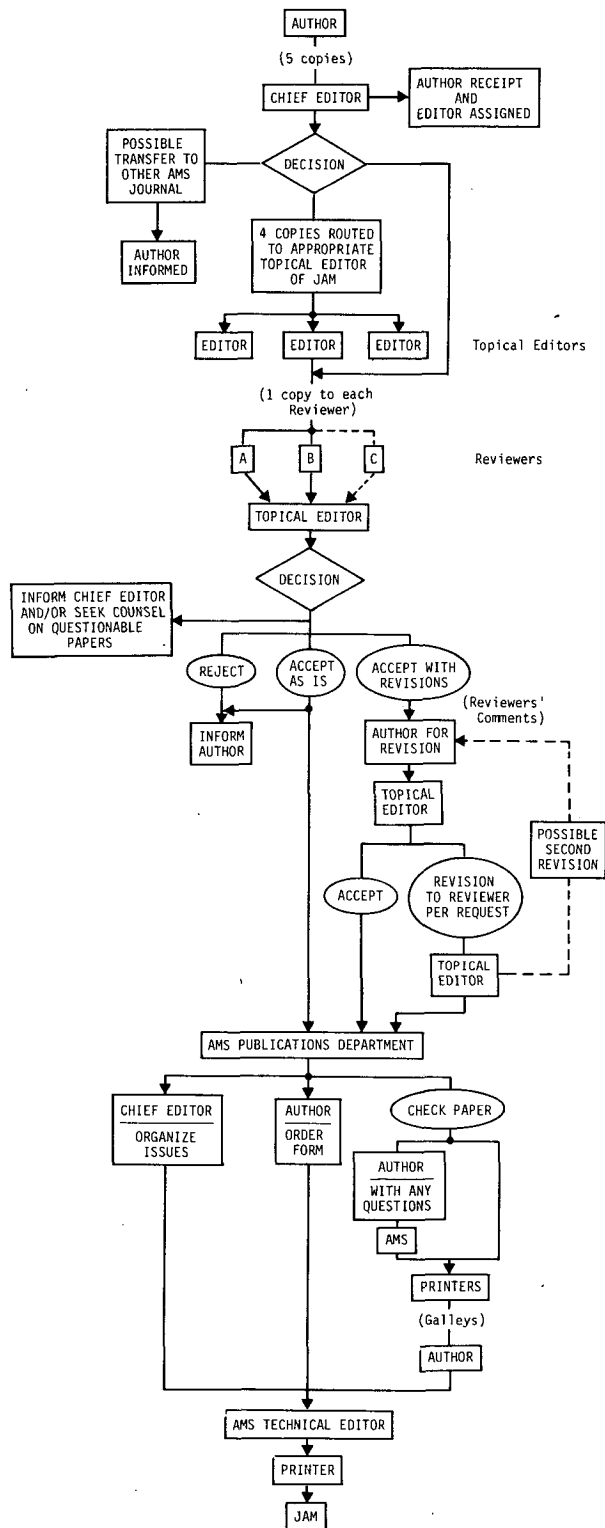 AUTHOR
(5 copies)
CHIEF EDITOR
AUTHOR RECEIPT
AND
EDITOR ASSIGNED
POSSIBLE
TRANSFER TO
OTHER AMS
JOURNAL
DECISION
AUTHOR
INFORMED
4 COPIES ROUTED
TO APPROPRIATE
TOPICAL EDITOR
OF JAM
EDITOR
EDITOR
EDITOR
Topical Editors
(1 copy to each
Reviewer)
A
B
C
Reviewers
TOPICAL EDITOR
DECISION
INFORM CHIEF EDITOR
AND/OR SEEK COUNSEL
ON QUESTIONABLE
PAPERS
REJECT
ACCEPT
AS IS
ACCEPT WITH
REVISIONS
(Reviewers'
Comments)
INFORM
AUTHOR
AUTHOR FOR
REVISION
TOPICAL
EDITOR
POSSIBLE
SECOND
REVISION
ACCEPT
REVISION
TO REVIEWER
PER REQUEST
TOPICAL
EDITOR
AMS PUBLICATIONS DEPARTMENT
CHIEF EDITOR
ORGANIZE
ISSUES
AUTHOR
ORDER
FORM
CHECK PAPER
AUTHOR
WITH ANY
QUESTIONS
AMS
PRINTERS
(Galleys)
AUTHOR
AMS TECHNICAL EDITOR
PRINTER
JAM